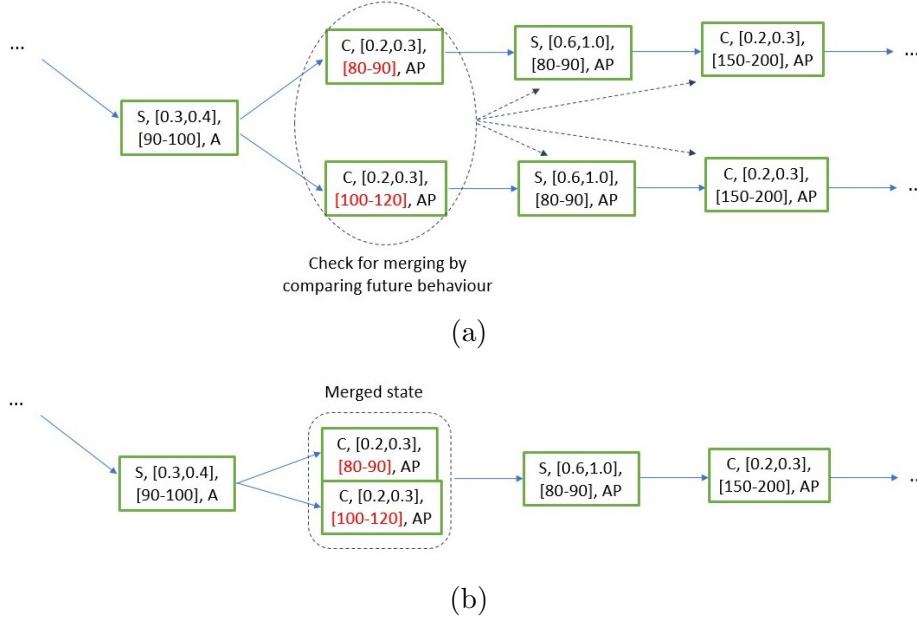 ...
C, [0.2,0.3],
[80-90], AP
S, [0.6,1.0],
[80-90], AP
C, [0.2,0.3],
[150-200], AP
...
S, [0.3,0.4],
[90-100], A
C, [0.2,0.3],
[100-120], AP
S, [0.6,1.0],
[80-90], AP
C, [0.2,0.3],
[150-200], AP
..
Check for merging by
comparing future behaviour
(a)
...
Merged state
S, [0.3,0.4],
[90-100], A
C, [0.2,0.3],
[80-90], AP
C, [0.2,0.3],
[100-120], AP
S, [0.6,1.0],
[80-90], AP
C, [0.2,0.3],
[150-200], AP
..
(b)